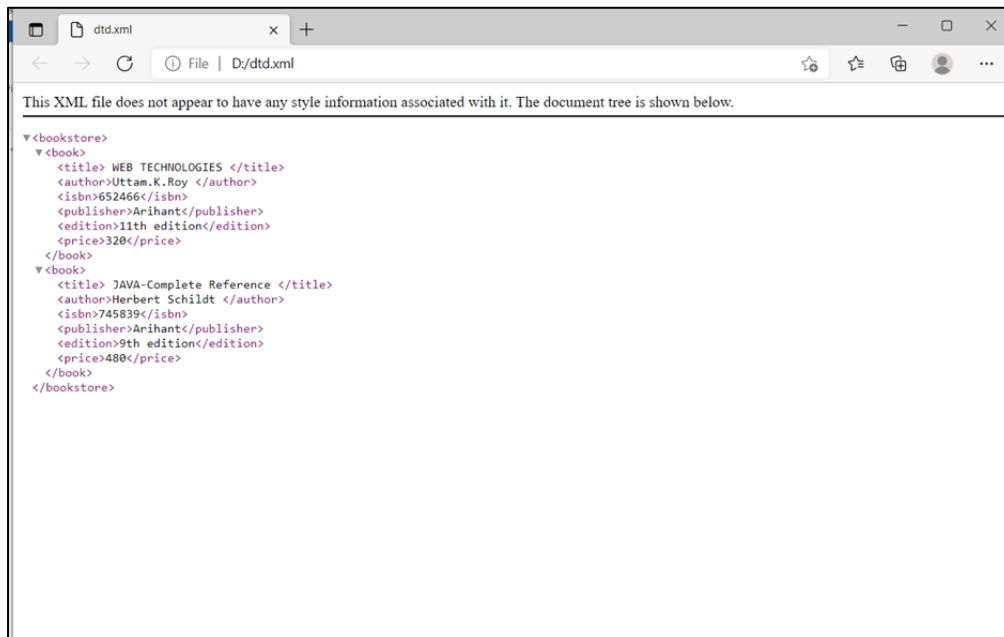 dtd.xml
File | D:/dtd.xml
This XML file does not appear to have any style information associated with it. The document tree is shown below.
▼<bookstore>
▼<book>
<title> WEB TECHNOLOGIES </title>
<author>Uttam.K.Roy </author>
<isbn>652466</isbn>
<publisher>Arihant</publisher>
<edition>11th edition</edition>
<price>320</price>
</book>
▼<book>
<title> JAVA-Complete Reference </title>
<author>Herbert Schildt </author>
<isbn>745839</isbn>
<publisher>Arihant</publisher>
<edition>9th edition</edition>
<price>480</price>
</book>
</bookstore>